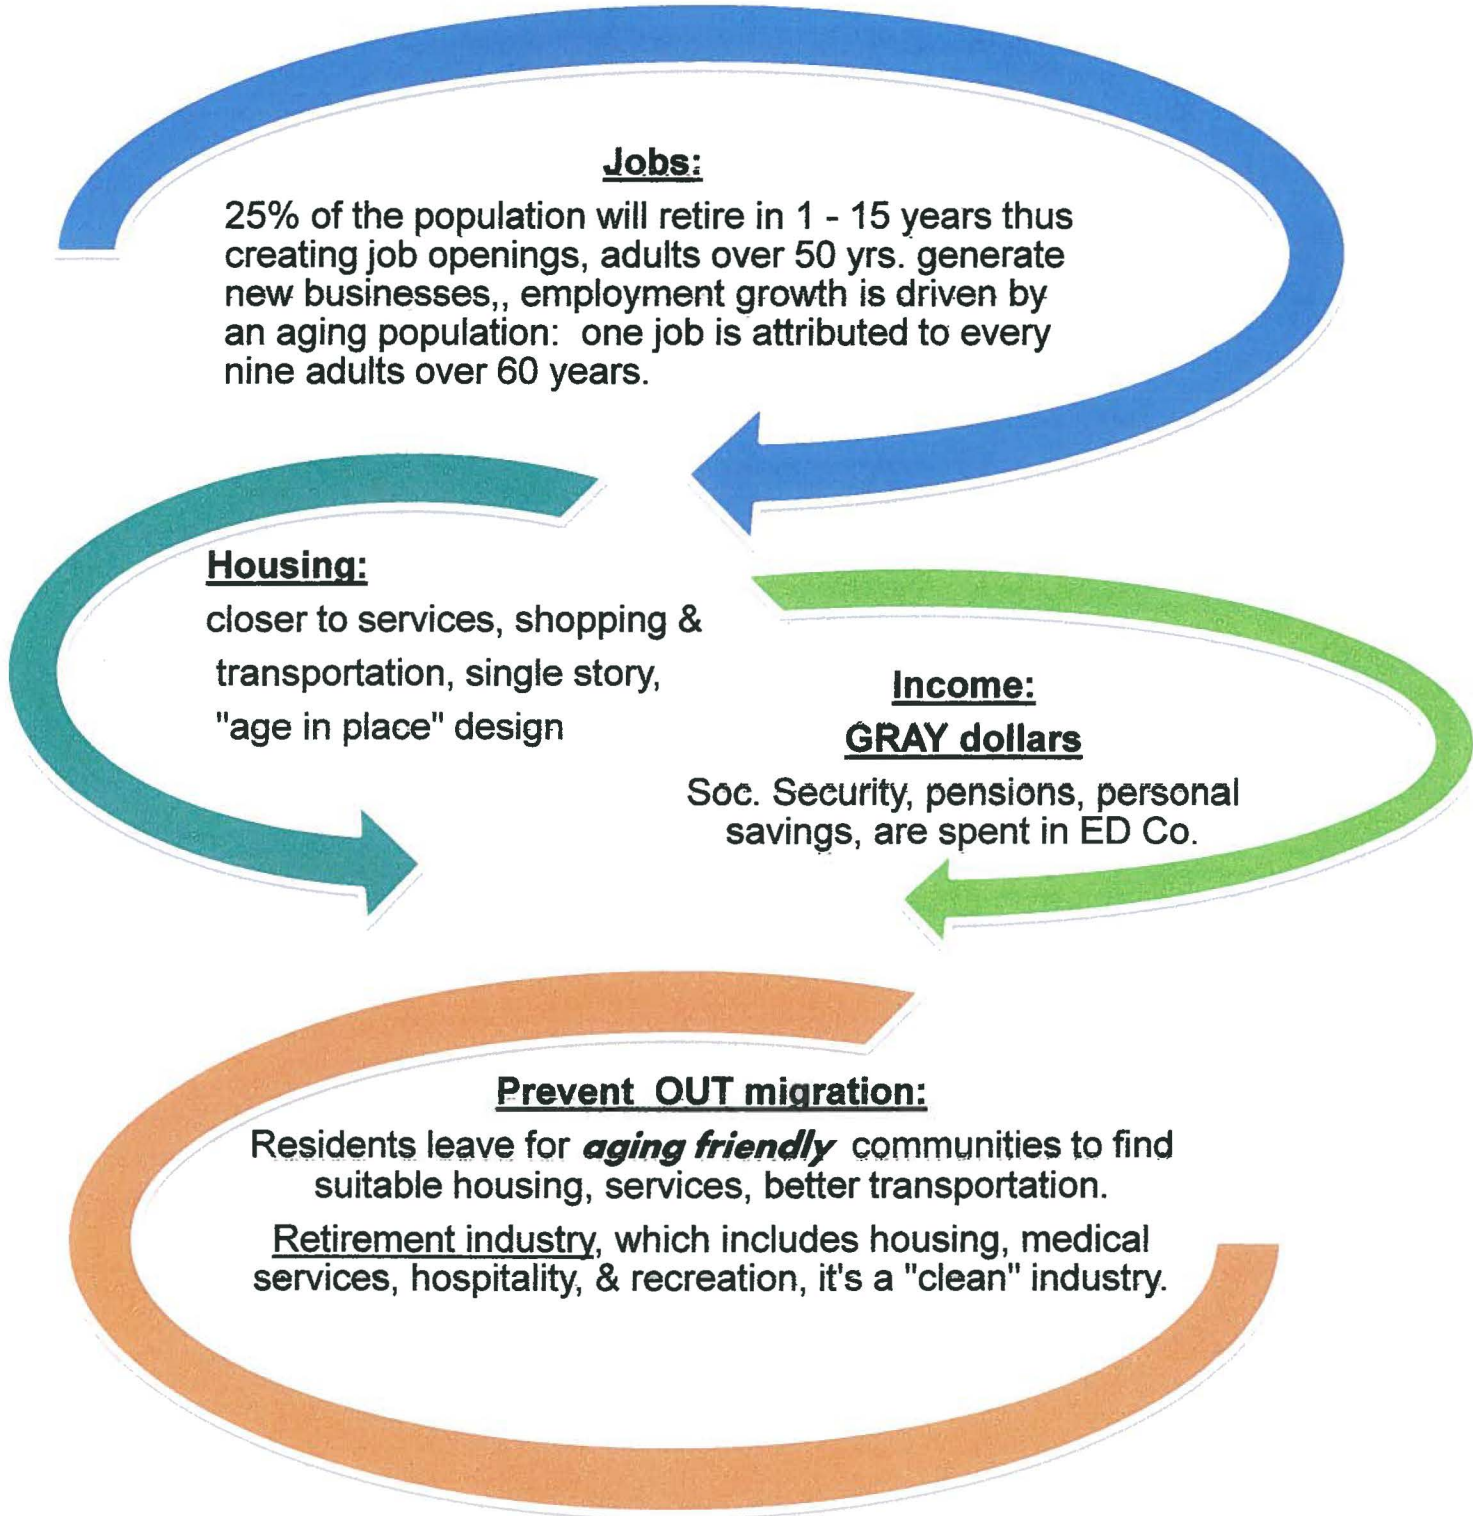 Jobs:
25% of the population will retire in 1 - 15 years thus
creating job openings, adults over 50 yrs. generate
new businesses,, employment growth is driven by
an aging population:  one job is attributed to every
nine adults over 60 years.
Housing:
closer to services, shopping &
transportation, single story,
"age in place" design
Income:
GRAY dollars
Soc. Security, pensions, personal
savings, are spent in ED Co.
Prevent  OUT migration:
Residents leave for aging friendly communities to find
suitable housing, services, better transportation.
Retirement industry, which includes housing, medical
services, hospitality, & recreation, it's a "clean" industry.